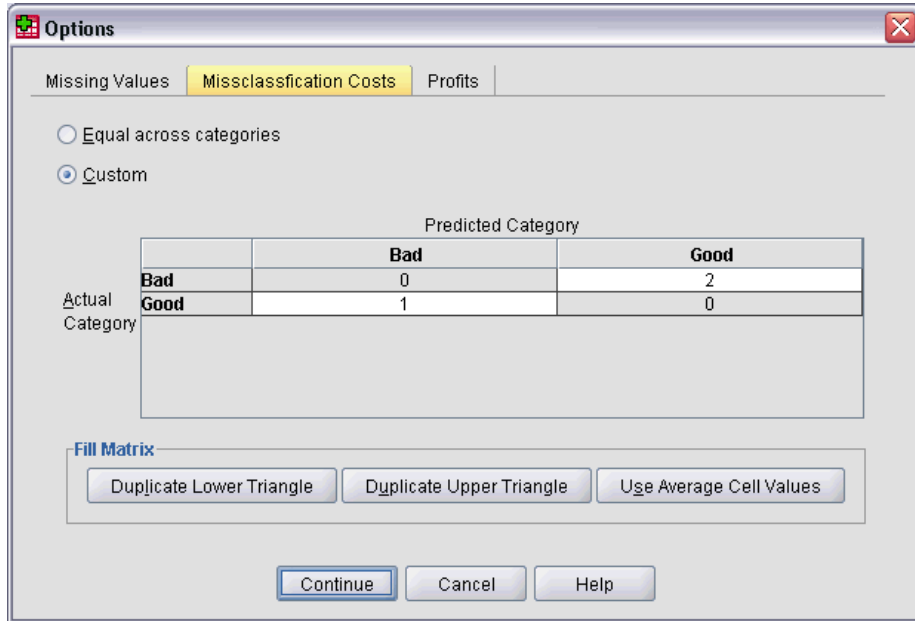 Options
Missing Values Missclassfication Costs Profits
Equal across categories
Custom
Predicted Category
Bad Good
Bad 0 2
Good 1 0
Actual
Category
Fill Matrix
Duplicate Lower Triangle Duplicate Upper Triangle Use Average Cell Values
Continue Cancel Help